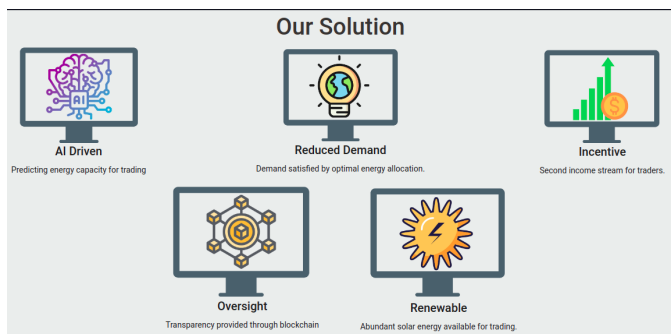 Our Solution
AI
AI Driven
Predicting energy capacity for trading
Reduced Demand
Demand satisfied by optimal energy allocation.
$
Incentive
Second income stream for traders.
Oversight
Transparency provided through blockchain
Renewable
Abundant solar energy available for trading.